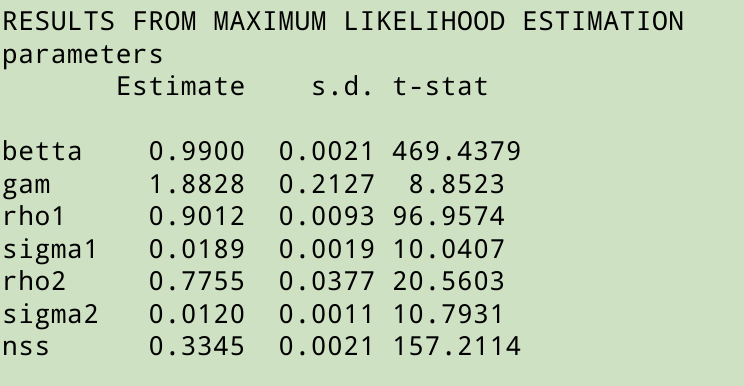 RESULTS FROM MAXIMUM LIKELIHOOD ESTIMATION
parameters
Estimate s.d. t-stat
betta 0.9900 0.0021 469.4379
gam 1.8828 0.2127 8.8523
rho1 0.9012 0.0093 96.9574
sigma1 0.0189 0.0019 10.0407
rho2 0.7755 0.0377 20.5603
sigma2 0.0120 0.0011 10.7931
nss 0.3345 0.0021 157.2114